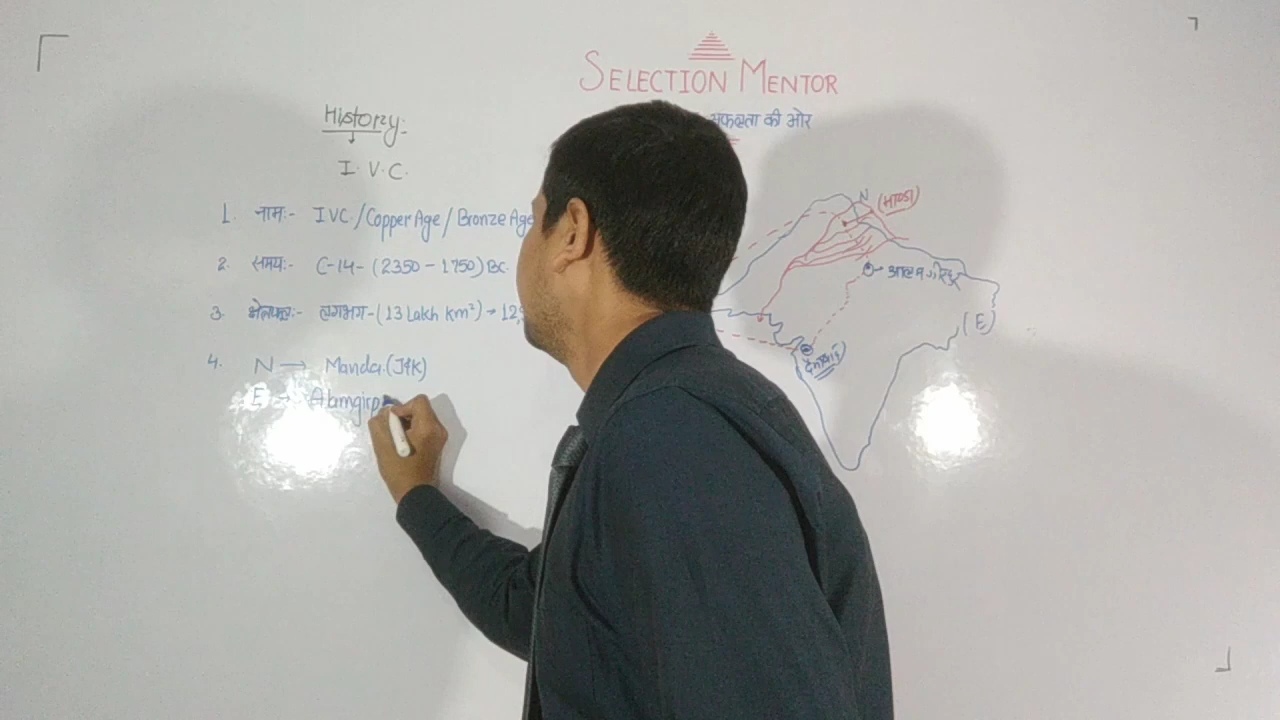 SELECTION MENTOR
सफलता की ओर
History:-
I.V.C.
1. नाम:- IVC./Copper Age / Bronze Age
2. समय:- C-14- (2350 - 1750) BC.
3. क्षेत्रफल:- लगभग - (13 Lakh km²) → 12,
4. N → Manda (J&K)
E → Alamgirp
N (माण्डा)
आलमगीरपुर
(E)
दैमाबाद